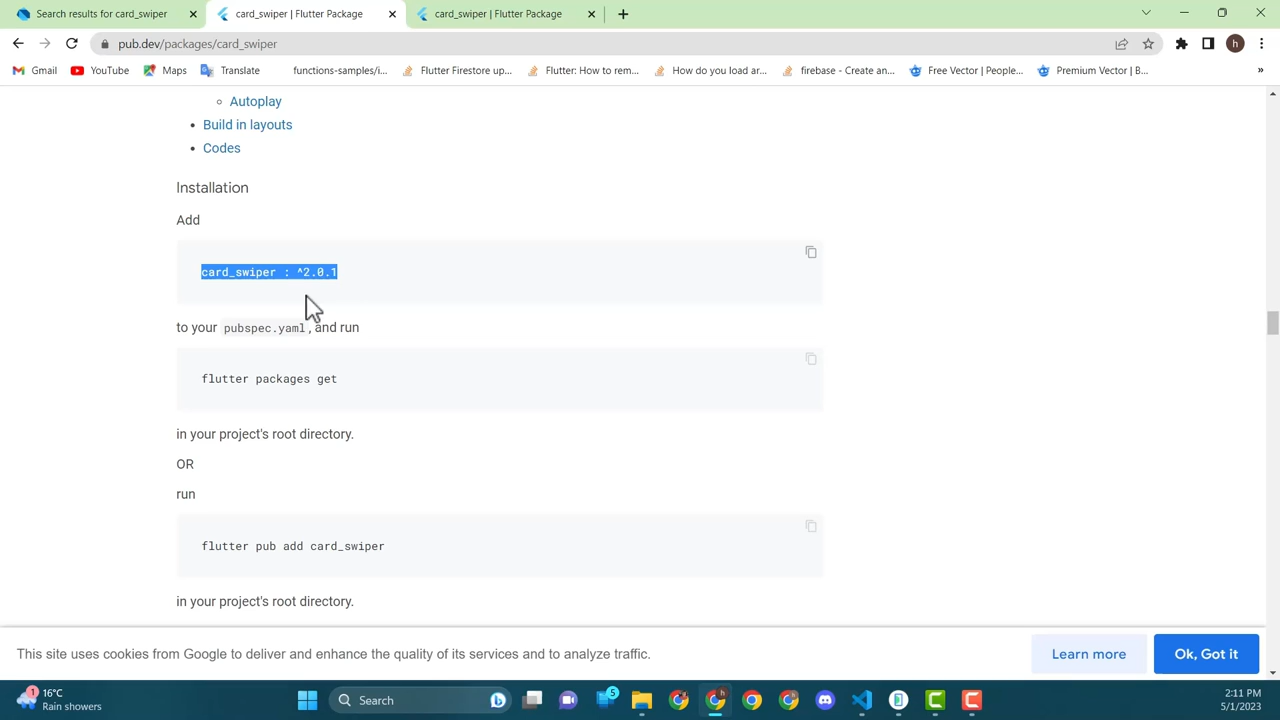 Search results for card_swiper
card_swiper | Flutter Package
card_swiper | Flutter Package
pub.dev/packages/card_swiper
h
Gmail
YouTube
Maps
Translate
functions-samples/i...
Flutter Firestore up...
Flutter: How to rem...
How do you load ar...
firebase - Create an...
Free Vector | People...
Premium Vector | B...
»
Autoplay
Build in layouts
Codes
Installation
Add
card_swiper : ^2.0.1
to your pubspec.yaml, and run
flutter packages get
in your project's root directory.
OR
run
flutter pub add card_swiper
in your project's root directory.
This site uses cookies from Google to deliver and enhance the quality of its services and to analyze traffic.
Learn more
Ok, Got it
1
16°C
Rain showers
Search
5
2:11 PM
5/1/2023